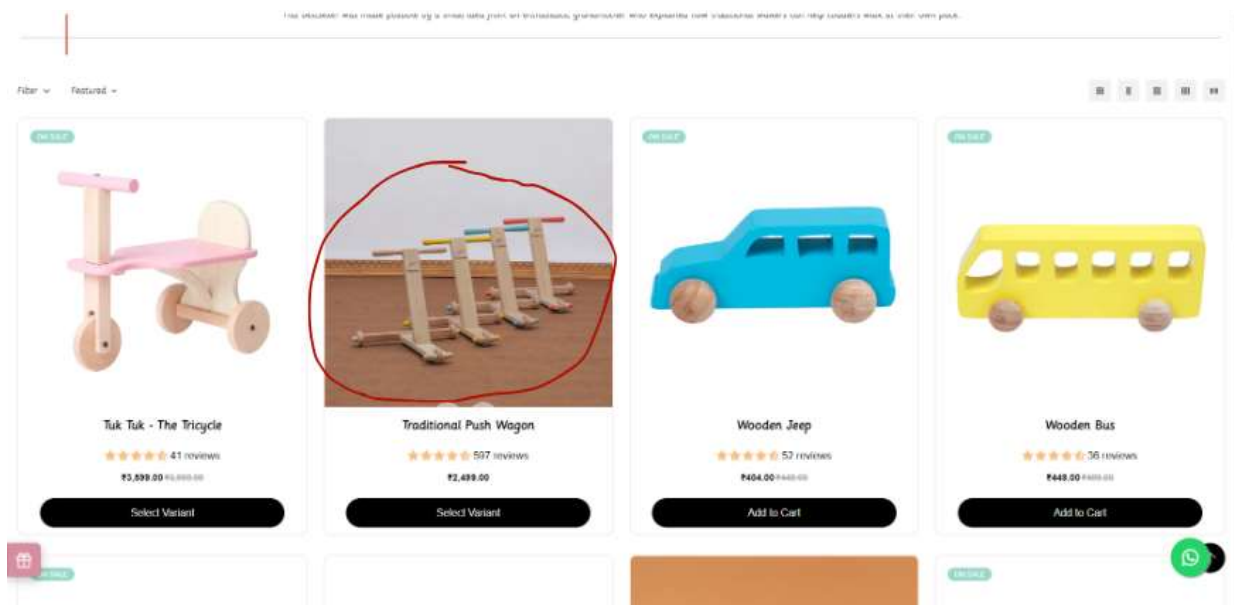 Filter
Featured
ON SALE
ON SALE
ON SALE
Tuk Tuk - The Tricycle
Traditional Push Wagon
Wooden Jeep
Wooden Bus
41 reviews
597 reviews
52 reviews
36 reviews
₹3,599.00
₹2,499.00
₹404.00
₹449.00
Select Variant
Select Variant
Add to Cart
Add to Cart
ON SALE
ON SALE